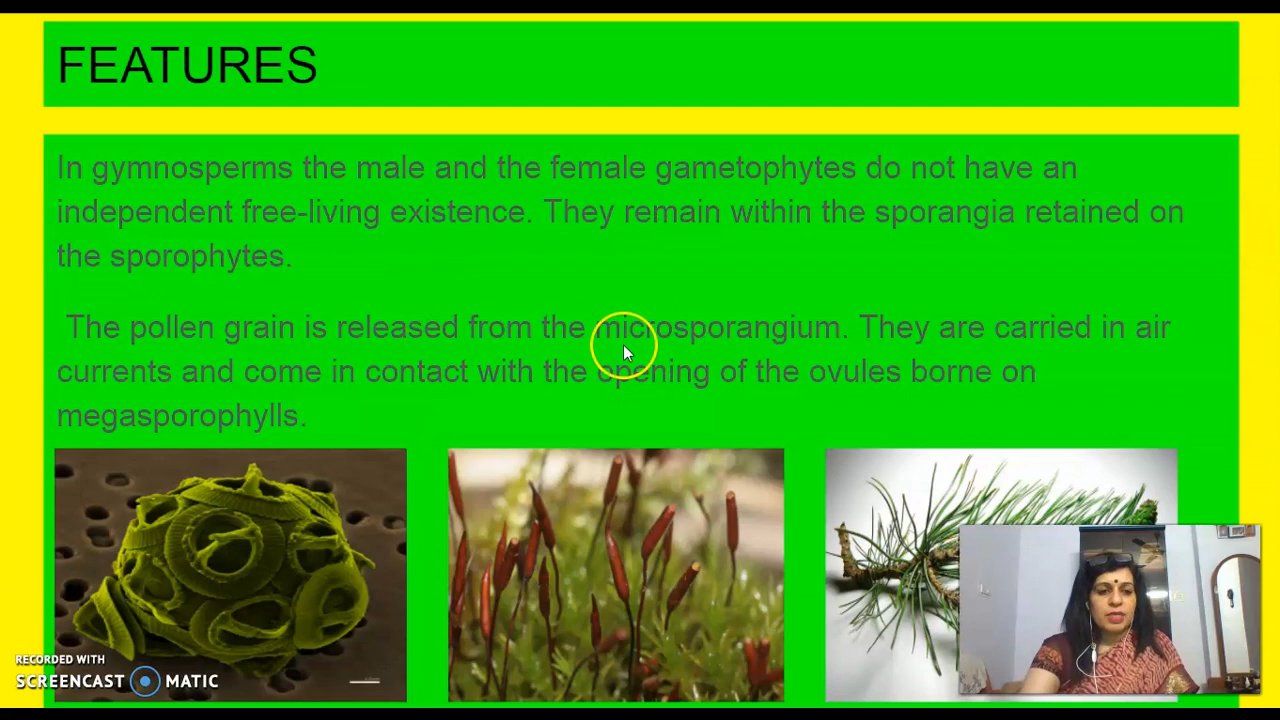 FEATURES
In gymnosperms the male and the female gametophytes do not have an
independent free-living existence. They remain within the sporangia retained on
the sporophytes.
The pollen grain is released from the microsporangium. They are carried in air
currents and come in contact with the opening of the ovules borne on
megasporophylls.
RECORDED WITH
SCREENCAST MATIC